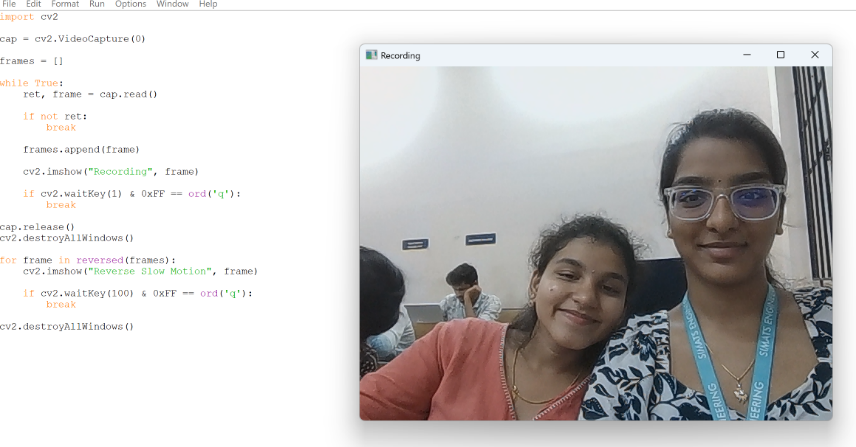 File Edit Format Run Options Window Help
import cv2
cap = cv2.VideoCapture(0)
frames = []
while True:
    ret, frame = cap.read()
    if not ret:
        break
    frames.append(frame)
    cv2.imshow("Recording", frame)
    if cv2.waitKey(1) & 0xFF == ord('q'):
        break
cap.release()
cv2.destroyAllWindows()
for frame in reversed(frames):
    cv2.imshow("Reverse Slow Motion", frame)
    if cv2.waitKey(100) & 0xFF == ord('q'):
        break
cv2.destroyAllWindows()
Recording
SIMATS ENGI
NEERING
SIMATS ENGINEERING